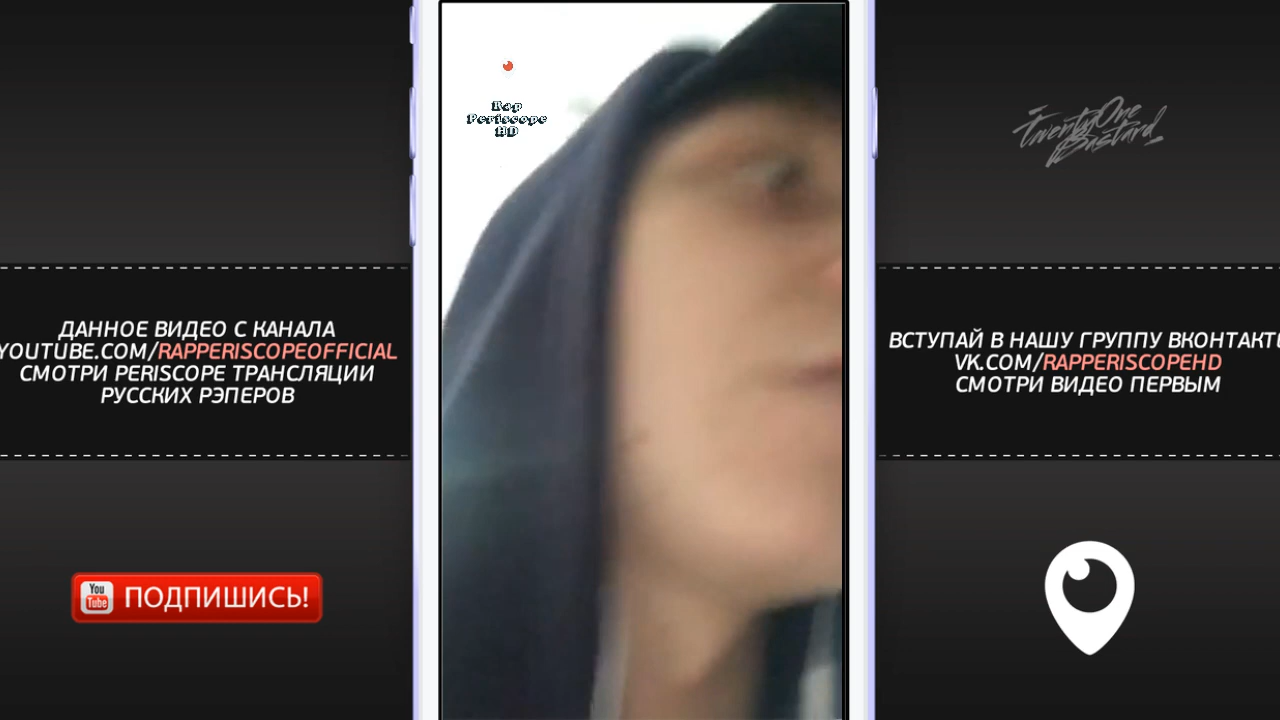 Rap
Periscope
HD
TwentyOne
Bastard
ДАННОЕ ВИДЕО С КАНАЛА
YOUTUBE.COM/RAPPERISCOPEOFFICIAL
СМОТРИ PERISCOPE ТРАНСЛЯЦИИ
РУССКИХ РЭПЕРОВ
ВСТУПАЙ В НАШУ ГРУППУ ВКОНТАКТЕ
VK.COM/RAPPERISCOPEHD
СМОТРИ ВИДЕО ПЕРВЫМ
You
Tube
ПОДПИШИСЬ!